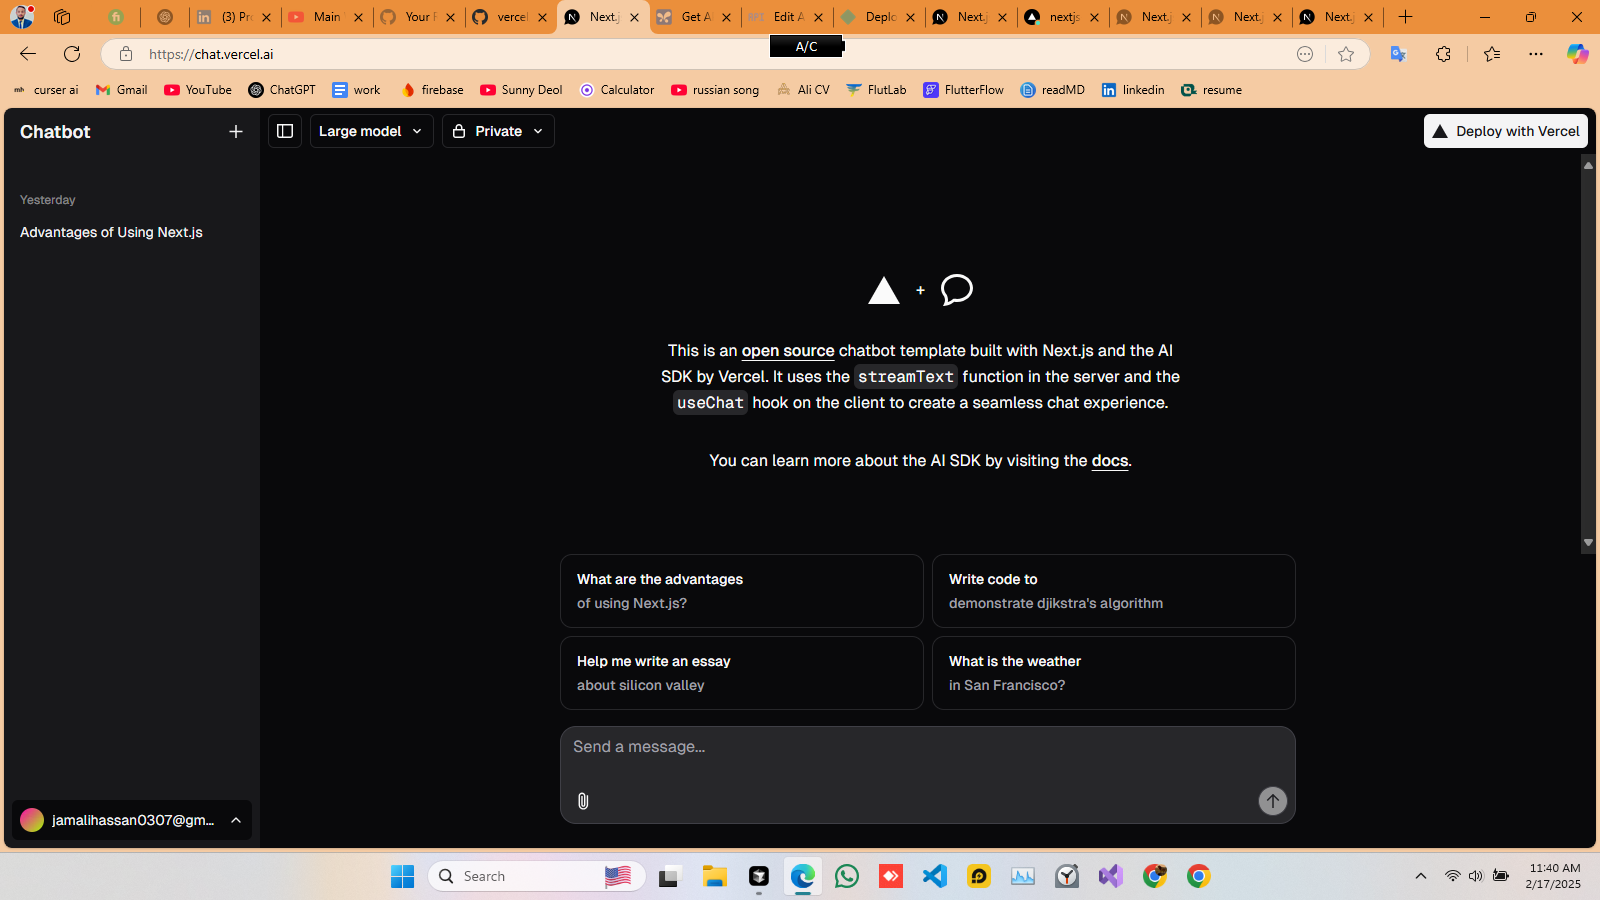 (3) Pr
Main
Your F
verce
Next.j
Get A
Edit A
Deplo
Next.j
nextjs
Next.j
Next.j
Next.j
A/C
https://chat.vercel.ai
curser ai
Gmail
YouTube
ChatGPT
work
firebase
Sunny Deol
Calculator
russian song
Ali CV
FlutLab
FlutterFlow
readMD
linkedin
resume
Chatbot
Large model
Private
Deploy with Vercel
Yesterday
Advantages of Using Next.js
This is an open source chatbot template built with Next.js and the AI
SDK by Vercel. It uses the streamText function in the server and the
useChat hook on the client to create a seamless chat experience.
You can learn more about the AI SDK by visiting the docs.
What are the advantages
of using Next.js?
Write code to
demonstrate djikstra's algorithm
Help me write an essay
about silicon valley
What is the weather
in San Francisco?
Send a message...
jamalihassan0307@gm...
Search
11:40 AM
2/17/2025